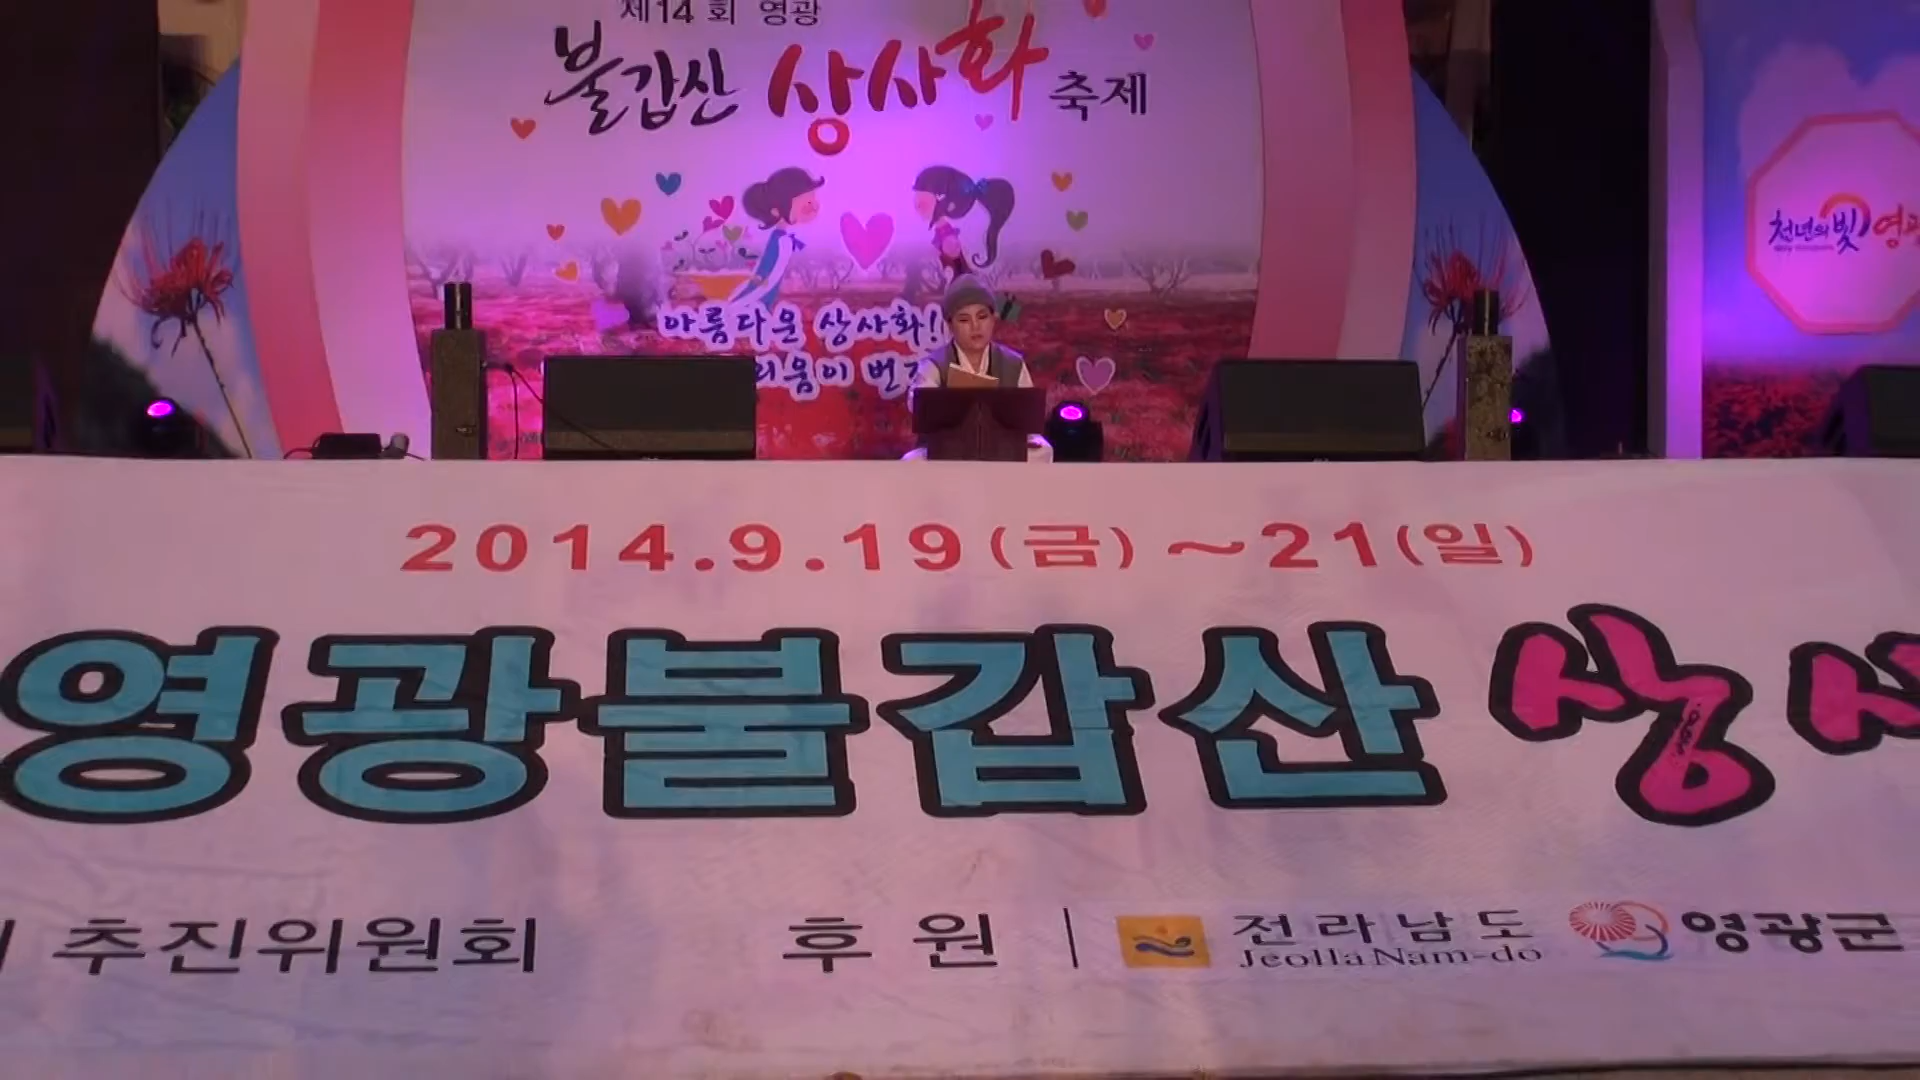 제14회 영광
불갑산 상사화 축제
아름다운 상사화!
천년의 빛
2014.9.19(금)~21(일)
영광불갑산 상
추진위원회 후원 | 전라남도 영광군
Jeolla Nam-do